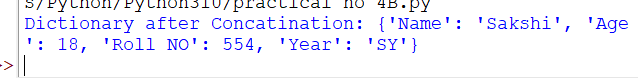 s/Python/Python310/practical no 4B.py
Dictionary after Concatination: {'Name': 'Sakshi', 'Age
': 18, 'Roll NO': 554, 'Year': 'SY'}
>>